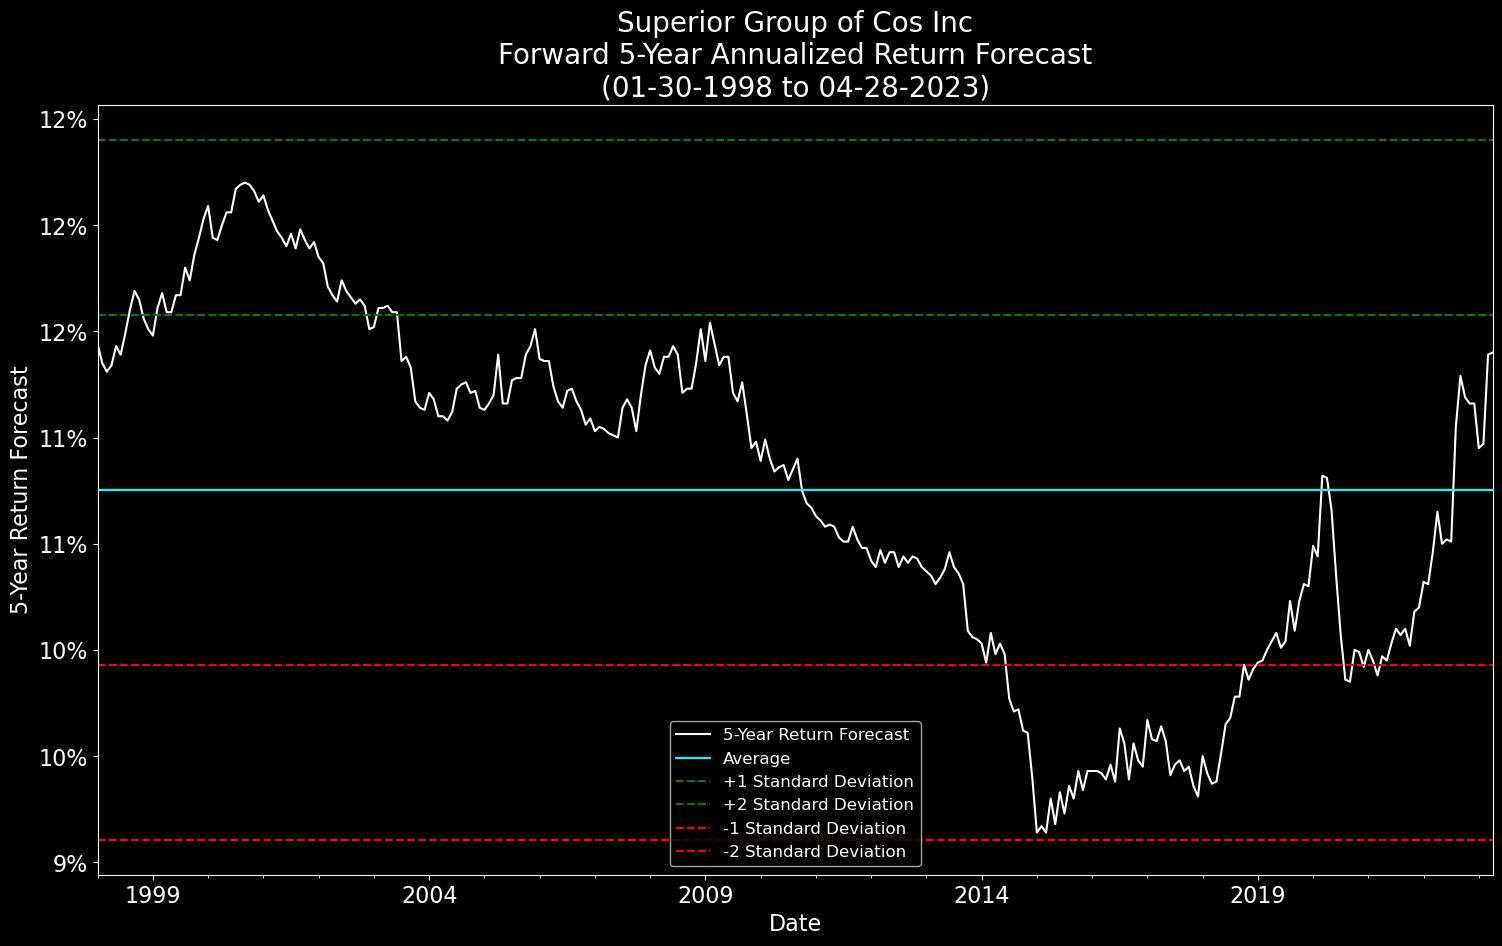 Superior Group of Cos Inc
Forward 5-Year Annualized Return Forecast
(01-30-1998 to 04-28-2023)
12%
12%
12%
11%
11%
10%
10%
9%
5-Year Return Forecast
5-Year Return Forecast
Average
+1 Standard Deviation
+2 Standard Deviation
-1 Standard Deviation
-2 Standard Deviation
1999
2004
2009
2014
2019
Date